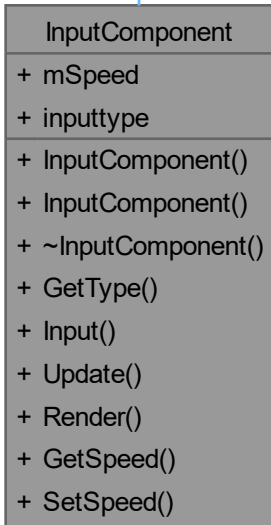 InputComponent
+ mSpeed
+ inputtype
+ InputComponent()
+ InputComponent()
+ ~InputComponent()
+ GetType()
+ Input()
+ Update()
+ Render()
+ GetSpeed()
+ SetSpeed()